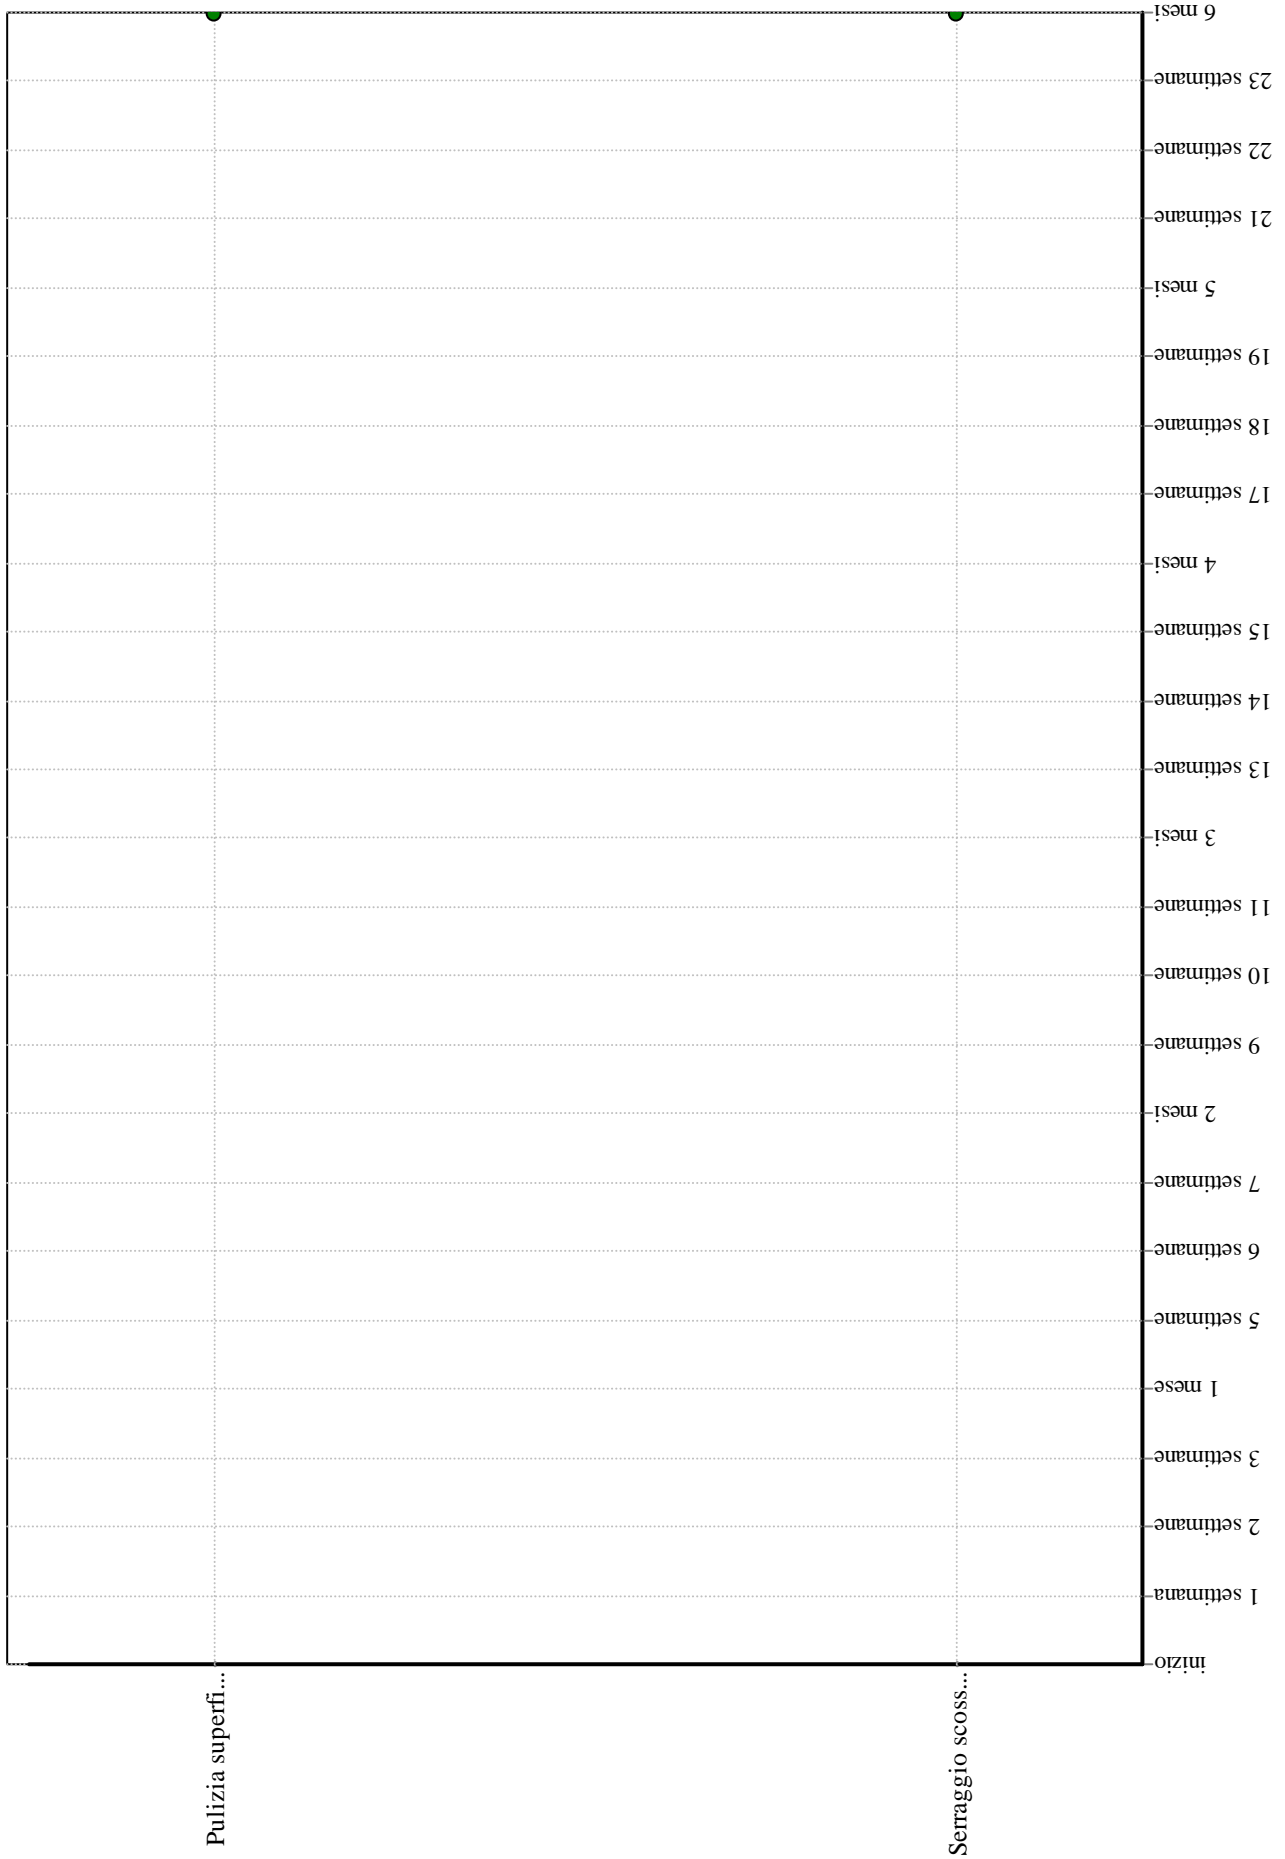 6 mesi
23 settimane
22 settimane
21 settimane
5 mesi
19 settimane
18 settimane
17 settimane
4 mesi
15 settimane
14 settimane
13 settimane
3 mesi
11 settimane
10 settimane
9 settimane
2 mesi
7 settimane
6 settimane
5 settimane
1 mese
3 settimane
2 settimane
1 settimana
inizio
Pulizia superfi...
Serraggio scoss...